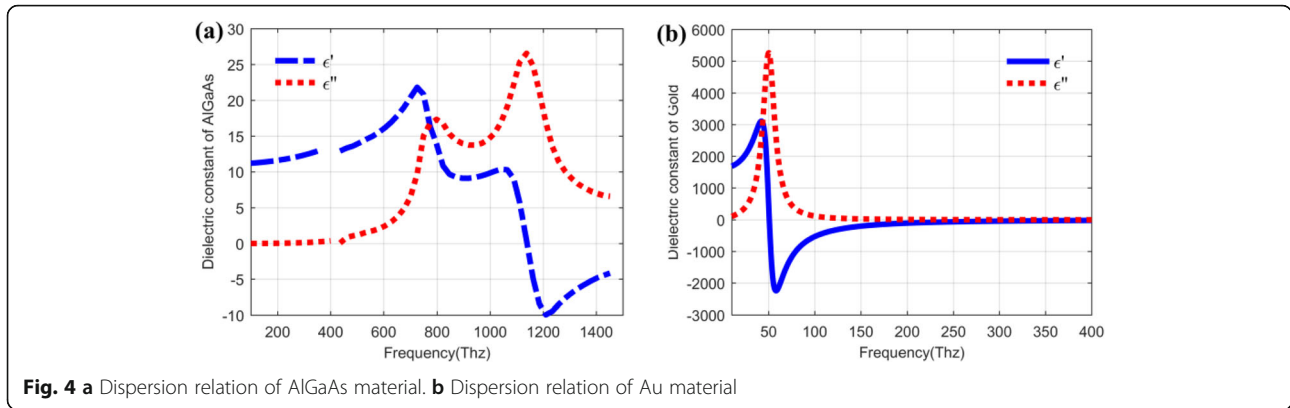 (a)
30
25
20
15
10
5
0
-5
-10
Dielectric constant of AlGaAs
ϵ'
ϵ"
200 400 600 800 1000 1200 1400
Frequency(Thz)
(b)
6000
5000
4000
3000
2000
1000
0
-1000
-2000
-3000
Dielectric constant of Gold
ϵ'
ϵ"
50 100 150 200 250 300 350 400
Frequency(Thz)
Fig. 4 a Dispersion relation of AlGaAs material. b Dispersion relation of Au material